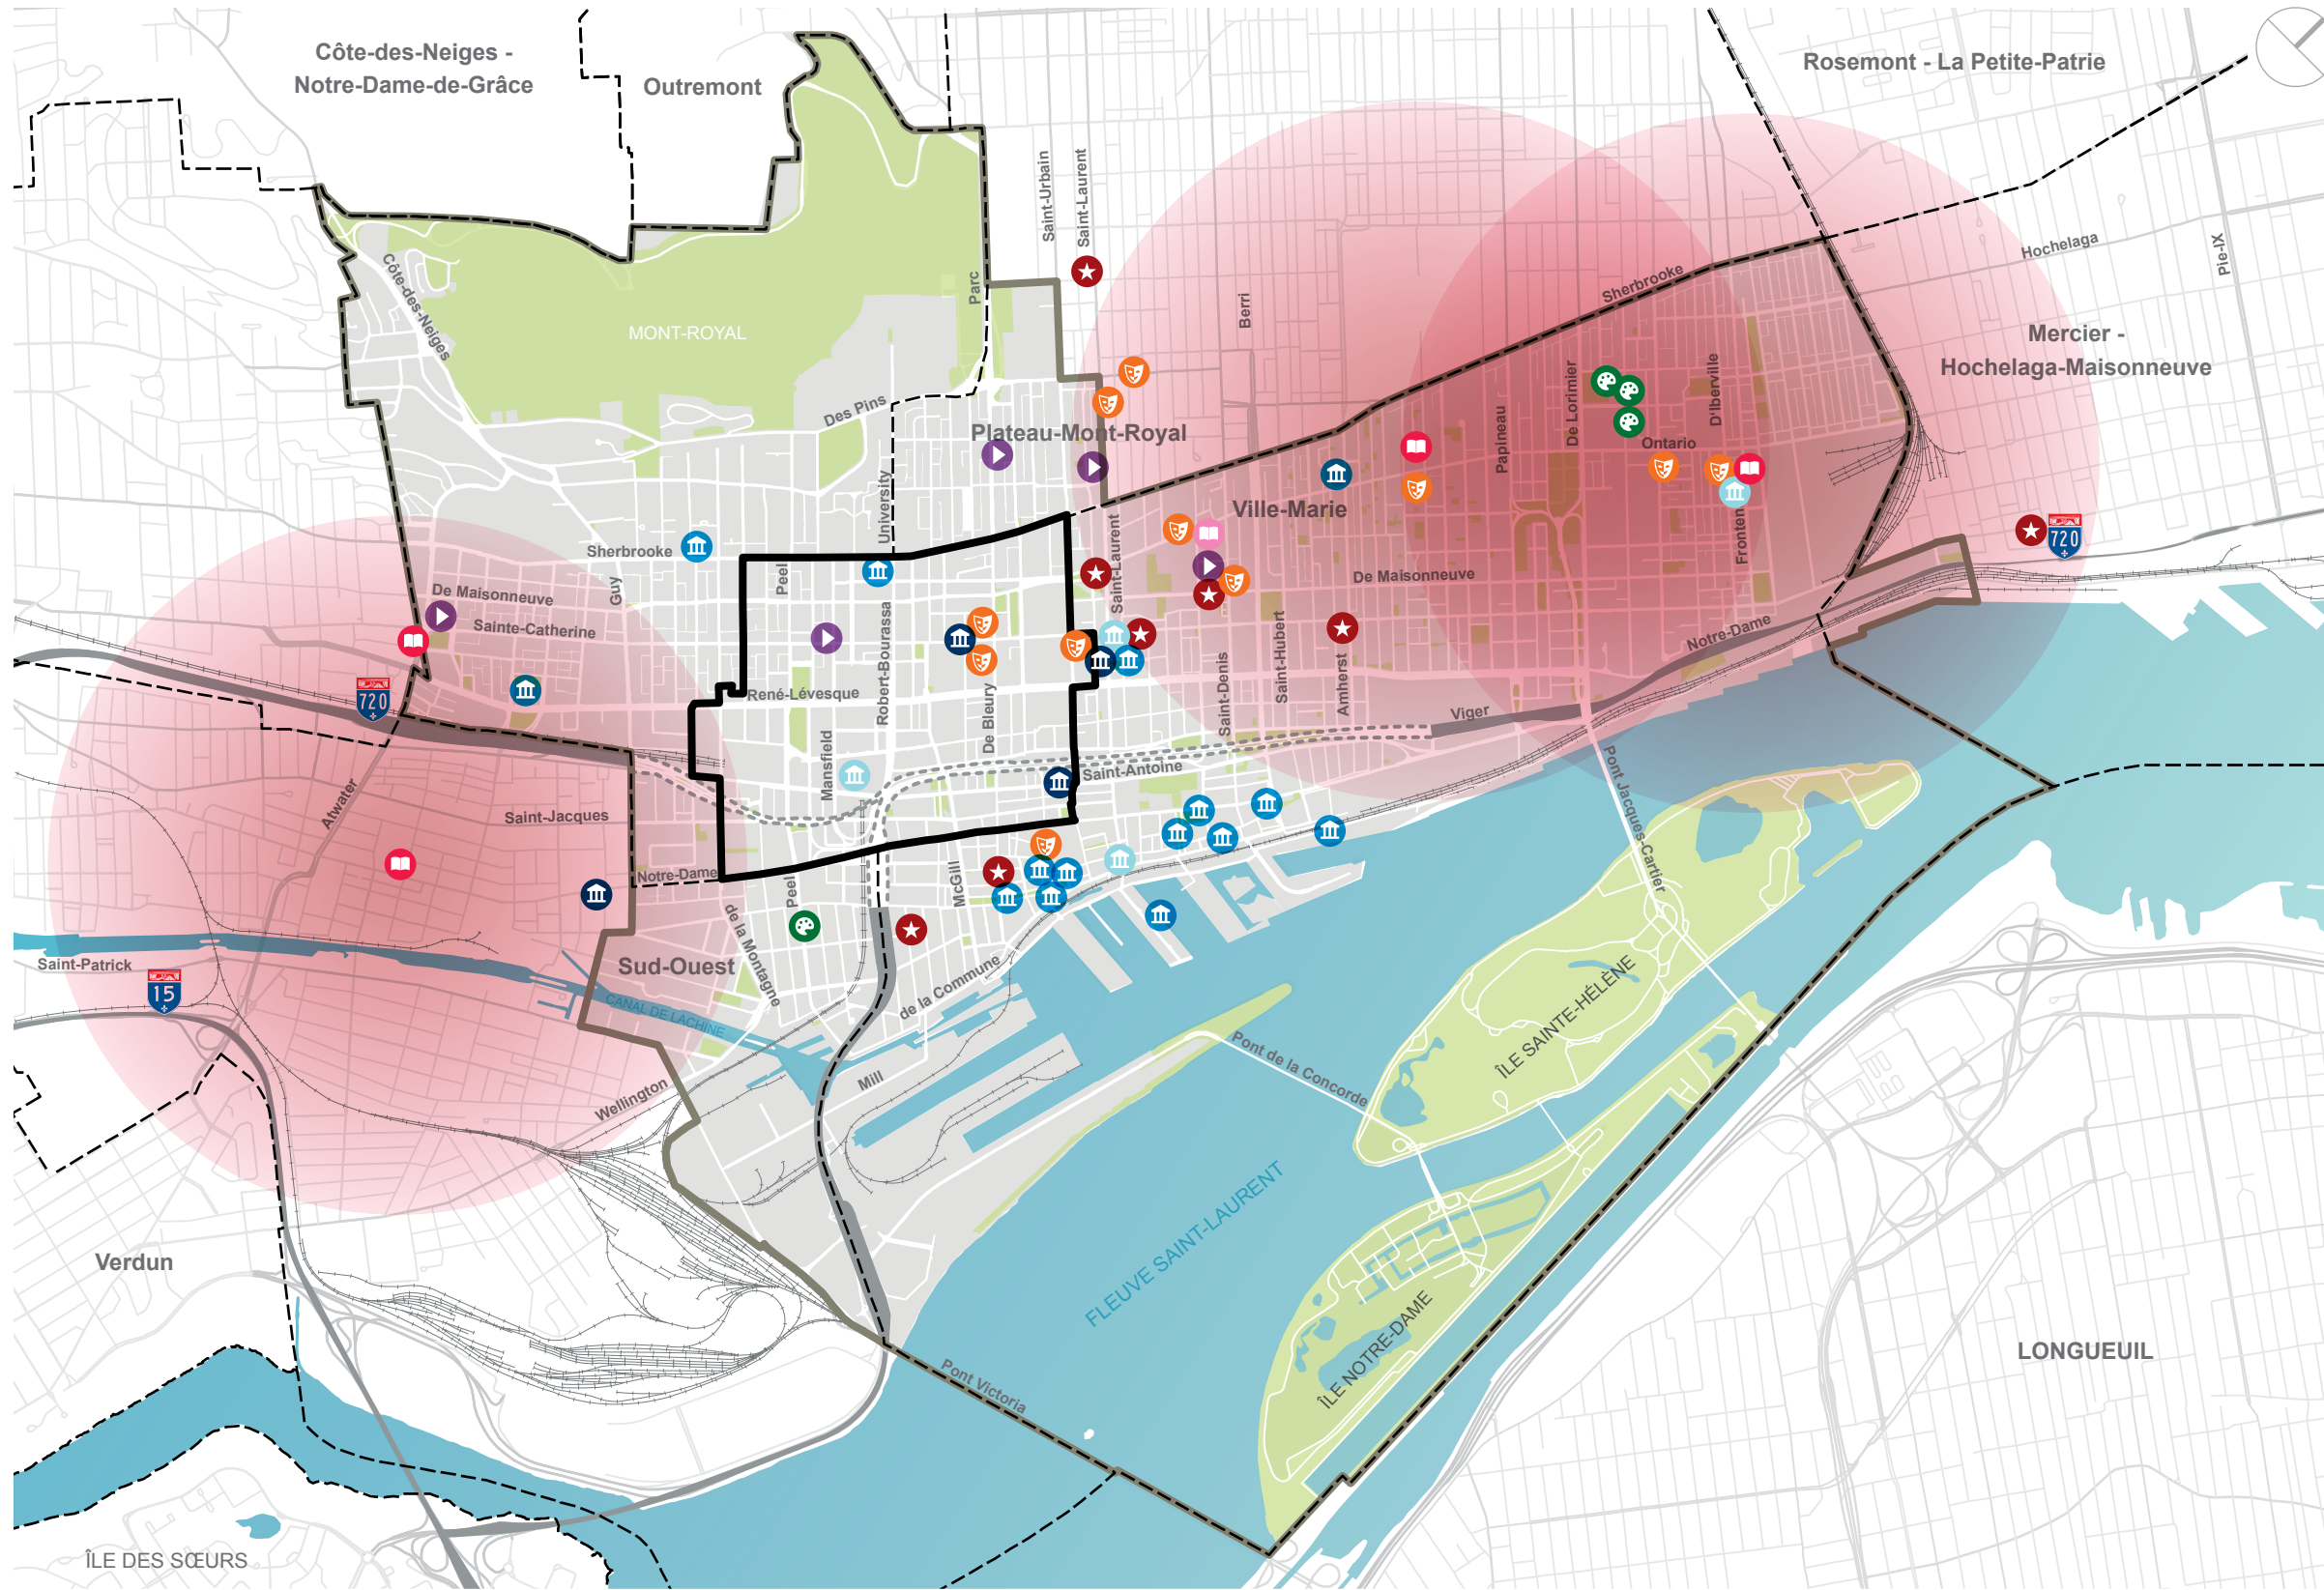 Côte-des-Neiges -
Notre-Dame-de-Grâce
Outremont
Rosemont - La Petite-Patrie
Saint-Urbain
Saint-Laurent
Hochelaga
Pie-IX
Côte-des-Neiges
Parc
Berri
Sherbrooke
MONT-ROYAL
Mercier -
Hochelaga-Maisonneuve
Des Pins
Plateau-Mont-Royal
Papineau
De Lorimier
D'Iberville
Ontario
University
Ville-Marie
Sherbrooke
Fronten
720
Peel
Guy
Saint-Laurent
De Maisonneuve
De Maisonneuve
Sainte-Catherine
Robert-Bourassa
Saint-Denis
Saint-Hubert
Amherst
Notre-Dame
720
René-Lévesque
De Bleury
Viger
Mansfield
Saint-Antoine
Pont Jacques-Cartier
Atwater
Saint-Jacques
Notre-Dame
Peel
McGill
de la Montagne
Saint-Patrick
Sud-Ouest
15
CANAL DE LACHINE
de la Commune
ÎLE SAINTE-HÉLÈNE
Pont de la Concorde
Mill
Wellington
FLEUVE SAINT-LAURENT
Verdun
ÎLE NOTRE-DAME
LONGUEUIL
Pont Victoria
ÎLE DES SŒURS